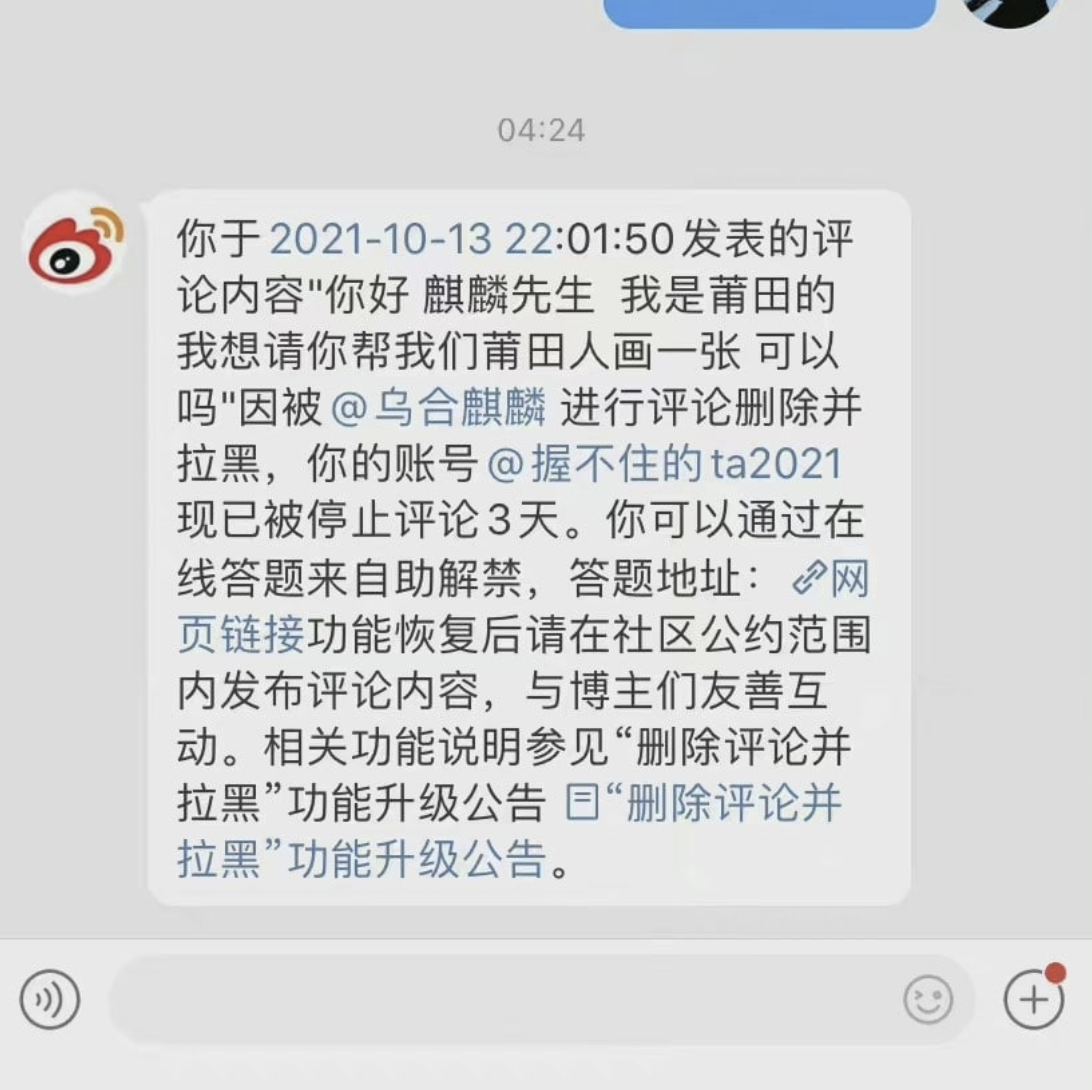 04:24
你于2021-10-13 22:01:50发表的评
论内容"你好 麒麟先生  我是莆田的
我想请你帮我们莆田人画一张 可以
吗"因被@乌合麒麟 进行评论删除并
拉黑，你的账号@握不住的ta2021
现已被停止评论3天。你可以通过在
线答题来自助解禁，答题地址：网
页链接功能恢复后请在社区公约范围
内发布评论内容，与博主们友善互
动。相关功能说明参见“删除评论并
拉黑”功能升级公告 “删除评论并
拉黑”功能升级公告。